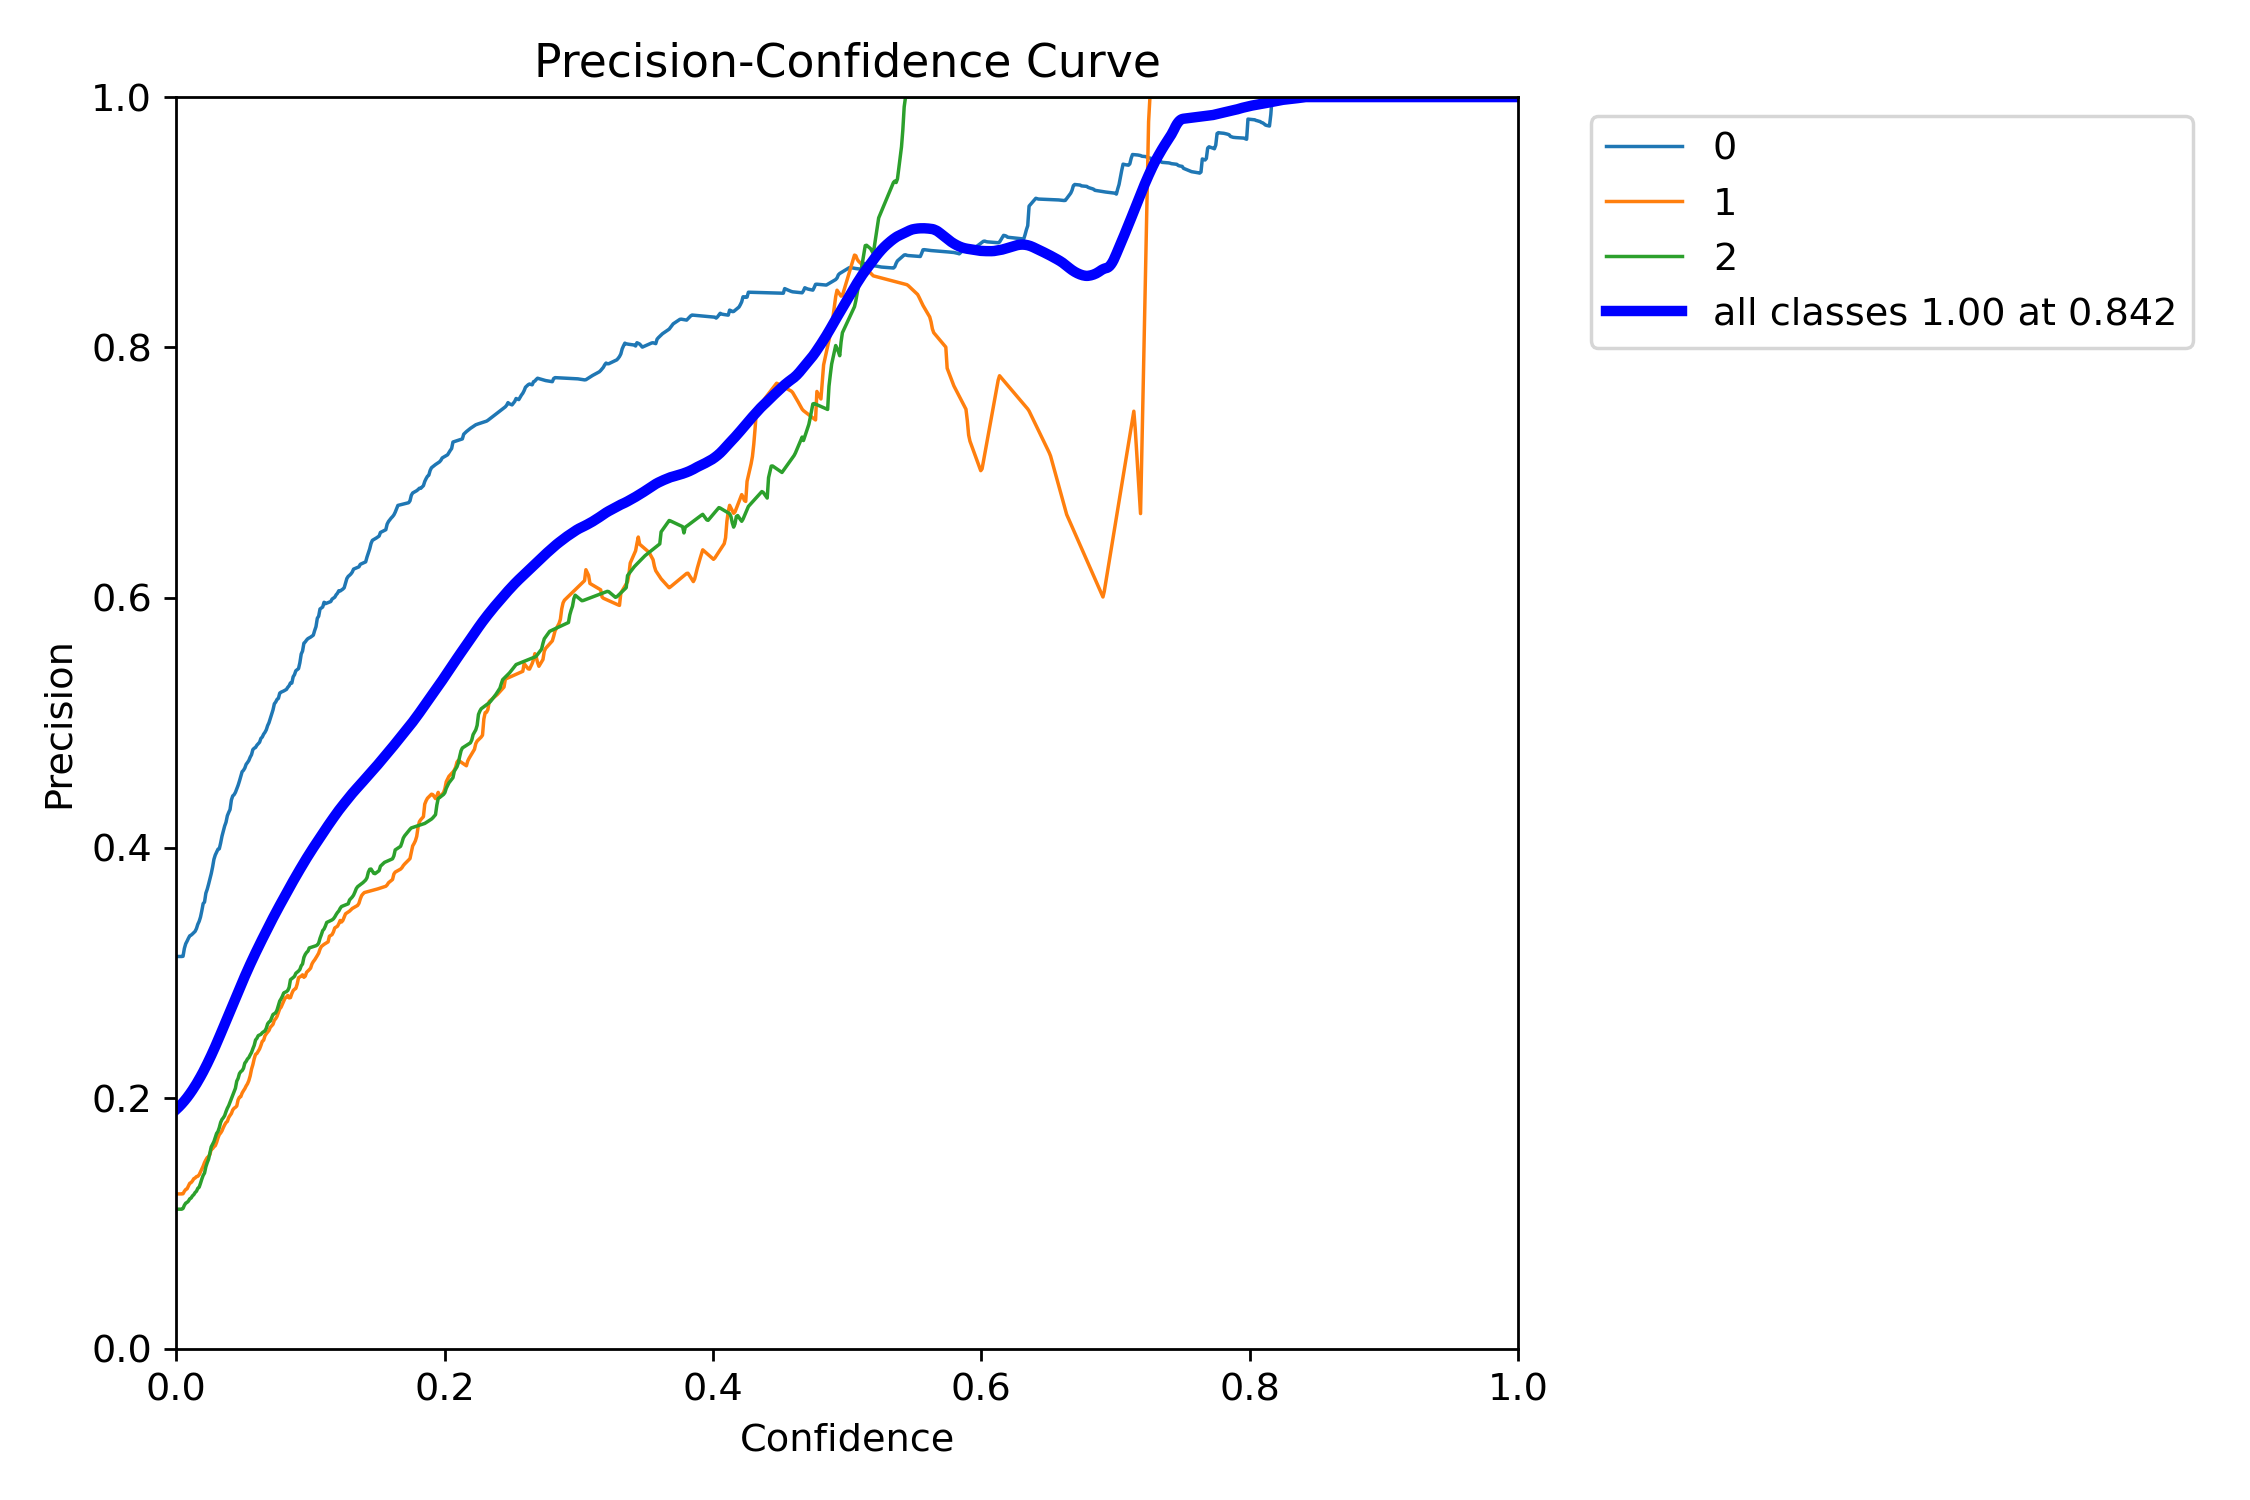 Precision-Confidence Curve
1.0
0.8
0.6
0.4
0.2
0.0
Precision
0.0 0.2 0.4 0.6 0.8 1.0
Confidence
0
1
2
all classes 1.00 at 0.842